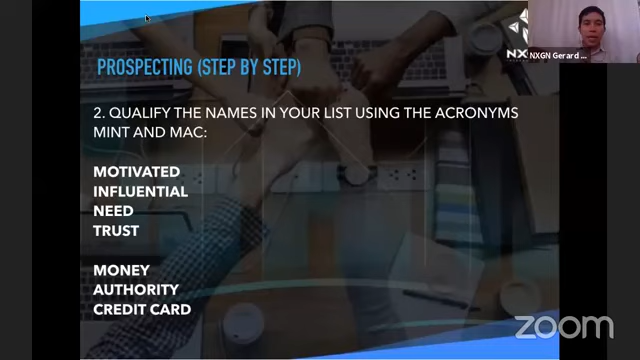 NXGN Gerard ...
PROSPECTING (STEP BY STEP)
2. QUALIFY THE NAMES IN YOUR LIST USING THE ACRONYMS
MINT AND MAC:
MOTIVATED
INFLUENTIAL
NEED
TRUST
MONEY
AUTHORITY
CREDIT CARD
zoom